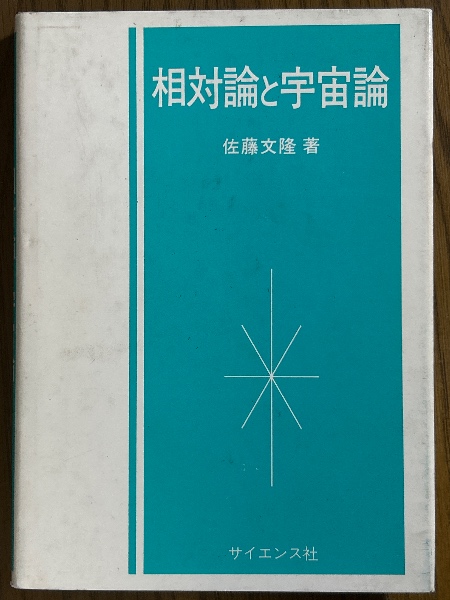 相対論と宇宙論
佐藤文隆 著
サイエンス社